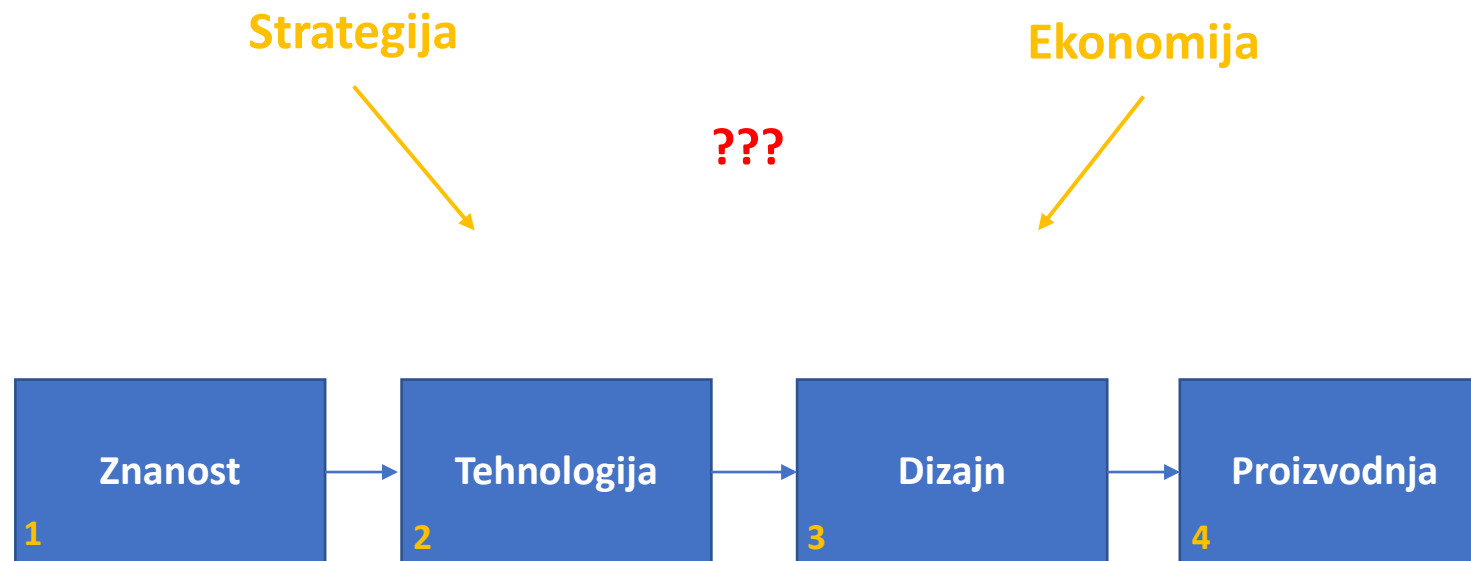 Strategija
Ekonomija
???
Znanost
Tehnologija
Dizajn
Proizvodnja
1
2
3
4